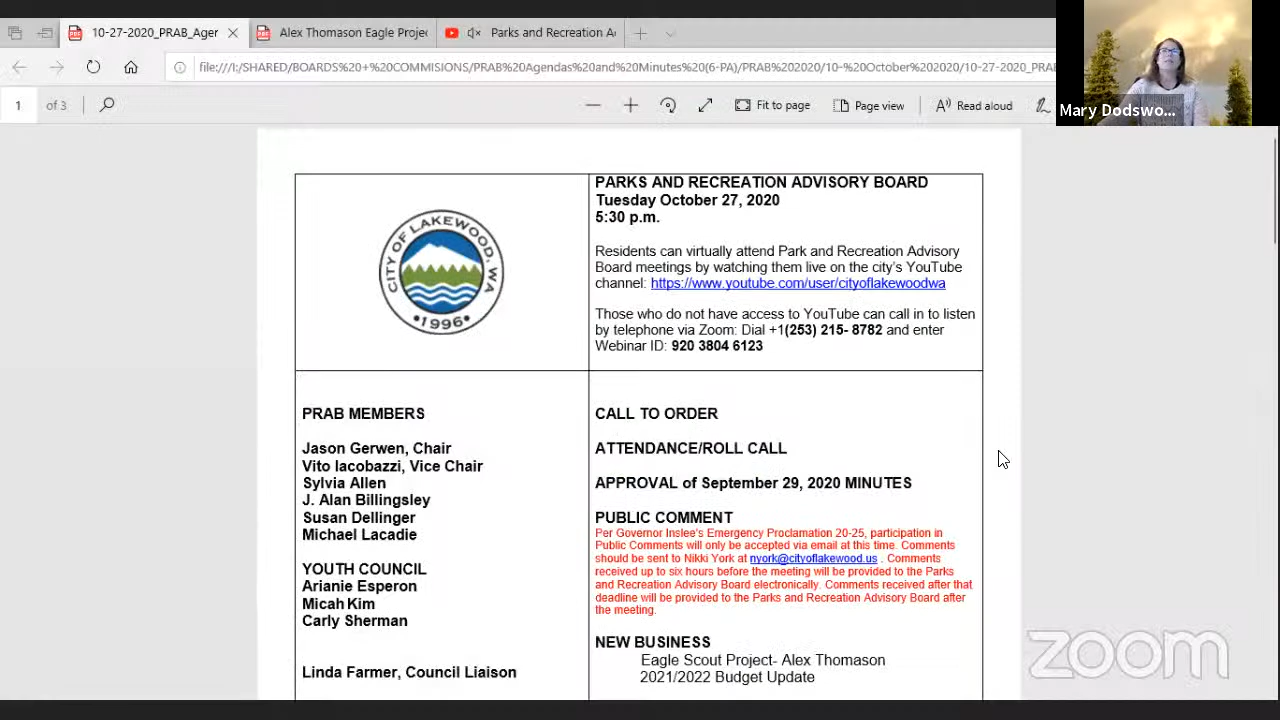 10-27-2020_PRAB_Ager
Alex Thomason Eagle Projec
Parks and Recreation A
file:///I:/SHARED/BOARDS%20+%20COMMISIONS/PRAB%20Agendas%20and%20Minutes%20(6-PA)/PRAB%202020/10-%20October%202020/10-27-2020_PRA
Mary Dodswo...
1 of 3
Fit to page
Page view
Read aloud
CITY OF LAKEWOOD, WA
•1996•
PARKS AND RECREATION ADVISORY BOARD
Tuesday October 27, 2020
5:30 p.m.
Residents can virtually attend Park and Recreation Advisory
Board meetings by watching them live on the city's YouTube
channel: https://www.youtube.com/user/cityoflakewoodwa
Those who do not have access to YouTube can call in to listen
by telephone via Zoom: Dial +1(253) 215- 8782 and enter
Webinar ID: 920 3804 6123
PRAB MEMBERS
Jason Gerwen, Chair
Vito Iacobazzi, Vice Chair
Sylvia Allen
J. Alan Billingsley
Susan Dellinger
Michael Lacadie
YOUTH COUNCIL
Arianie Esperon
Micah Kim
Carly Sherman
Linda Farmer, Council Liaison
CALL TO ORDER
ATTENDANCE/ROLL CALL
APPROVAL of September 29, 2020 MINUTES
PUBLIC COMMENT
Per Governor Inslee's Emergency Proclamation 20-25, participation in
Public Comments will only be accepted via email at this time. Comments
should be sent to Nikki York at nyork@cityoflakewood.us . Comments
received up to six hours before the meeting will be provided to the Parks
and Recreation Advisory Board electronically. Comments received after that
deadline will be provided to the Parks and Recreation Advisory Board after
the meeting.
NEW BUSINESS
Eagle Scout Project- Alex Thomason
2021/2022 Budget Update
zoom